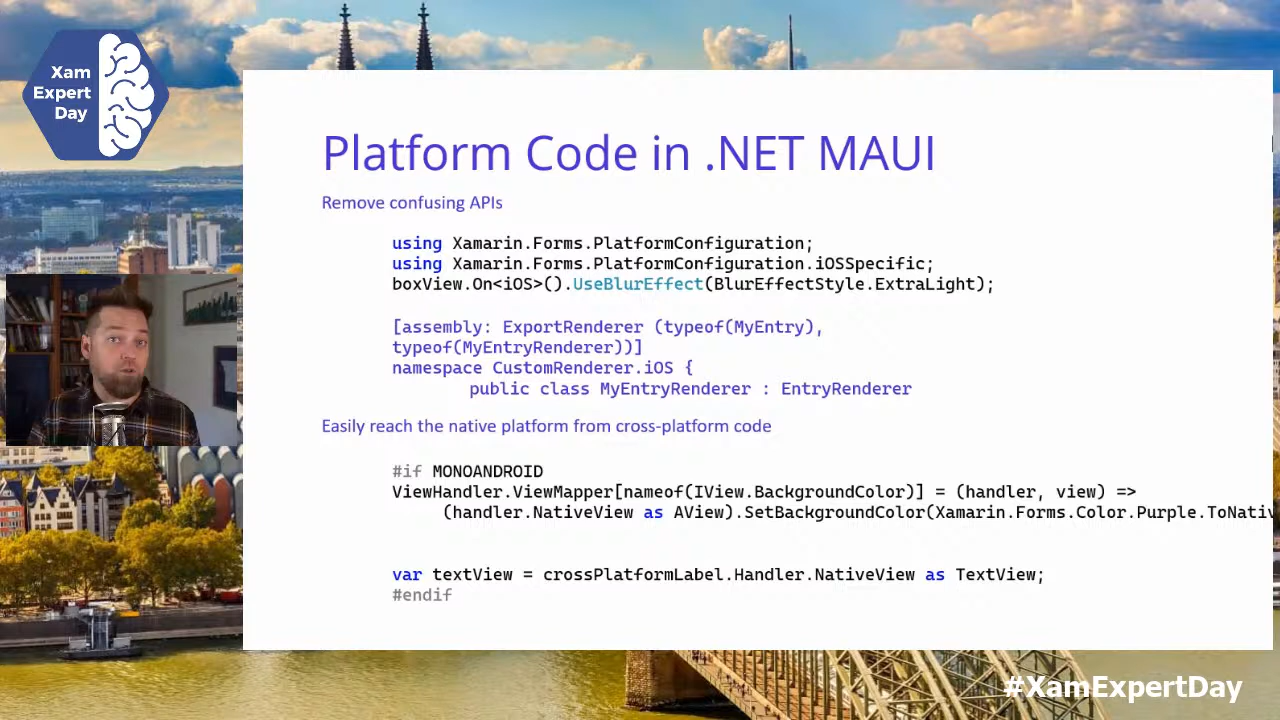 Xam
Expert
Day
Platform Code in .NET MAUI
Remove confusing APIs
using Xamarin.Forms.PlatformConfiguration;
using Xamarin.Forms.PlatformConfiguration.iOSSpecific;
boxView.On<iOS>().UseBlurEffect(BlurEffectStyle.ExtraLight);
[assembly: ExportRenderer (typeof(MyEntry),
typeof(MyEntryRenderer))]
namespace CustomRenderer.iOS {
public class MyEntryRenderer : EntryRenderer
Easily reach the native platform from cross-platform code
#if MONOANDROID
ViewHandler.ViewMapper[nameof(IView.BackgroundColor)] = (handler, view) =>
(handler.NativeView as AView).SetBackgroundColor(Xamarin.Forms.Color.Purple.ToNativ
var textView = crossPlatformLabel.Handler.NativeView as TextView;
#endif
#XamExpertDay